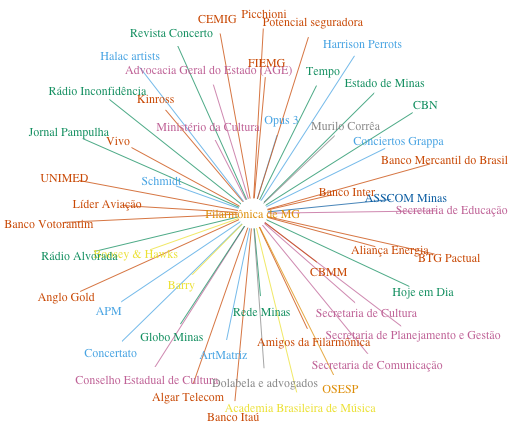 Picchioni
CEMIG
Potencial seguradora
Revista Concerto
Harrison Perrots
Halac artists
FIEMG
Advocacia Geral do Estado (AGE)
Tempo
Estado de Minas
Rádio Inconfidência
Kinross
CBN
Opus 3
Ministério da Cultura
Murilo Corrêa
Jornal Pampulha
Vivo
Conciertos Grappa
Banco Mercantil do Brasil
UNIMED
Schmidt
Banco Inter
ASSCOM Minas
Líder Aviação
Secretaria de Educação
Filarmônica de MG
Banco Votorantim
Aliança Energia
Rádio Alvorada
& Hawks
BTG Pactual
CBMM
Barry
Hoje em Dia
Anglo Gold
APM
Rede Minas
Secretaria de Cultura
Globo Minas
Secretaria de Planejamento e Gestão
Amigos da Filarmônica
Concertato
ArtMatriz
Secretaria de Comunicação
Conselho Estadual de Cultura
Dolabela e advogados
OSESP
Algar Telecom
Academia Brasileira de Música
Banco Itaú